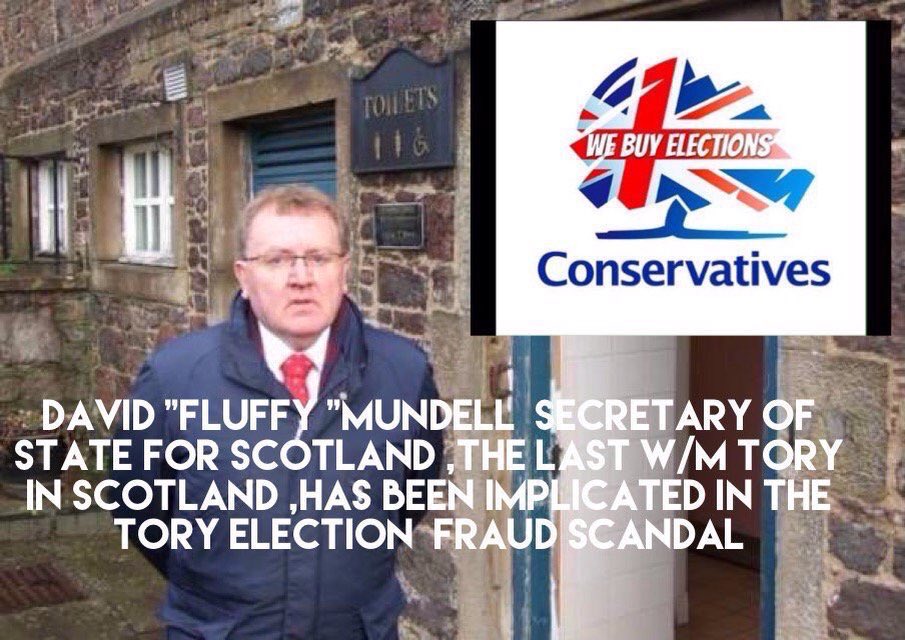 TOILETS
WE BUY ELECTIONS
Conservatives
DAVID "FLUFFY "MUNDELL SECRETARY OF
STATE FOR SCOTLAND ,THE LAST W/M TORY
IN SCOTLAND ,HAS BEEN IMPLICATED IN THE
TORY ELECTION FRAUD SCANDAL